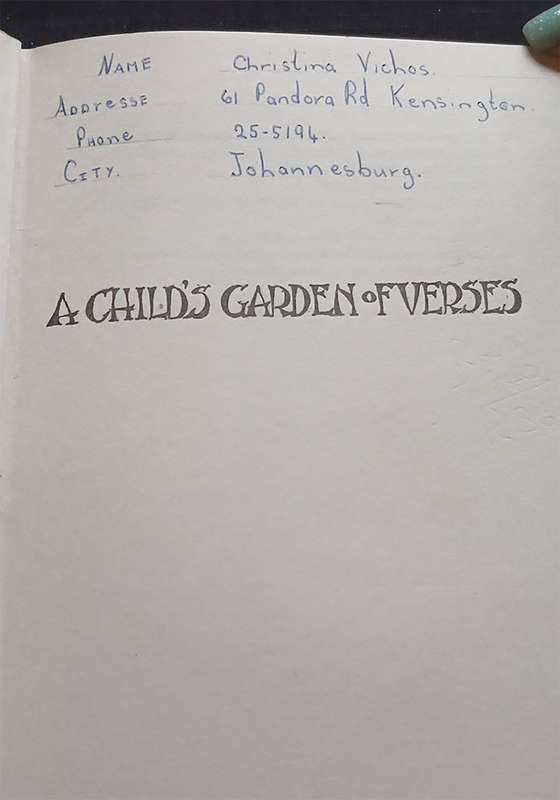 NAME Christina Vichos.
ADDRESSE 61 Pandora Rd Kensington.
PHONE 25-5194.
CITY. Johannesburg.
A CHILD'S GARDEN OF VERSES